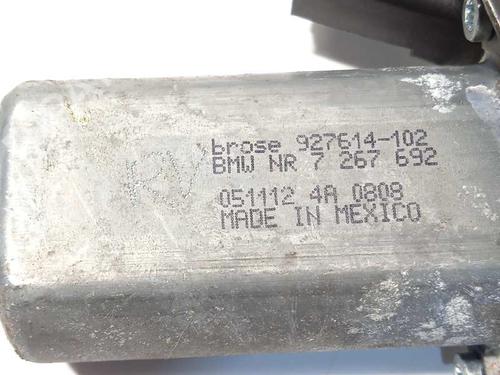 brose 927614-102
BMW NR 7 267 692
051112 4A 0808
MADE IN MEXICO